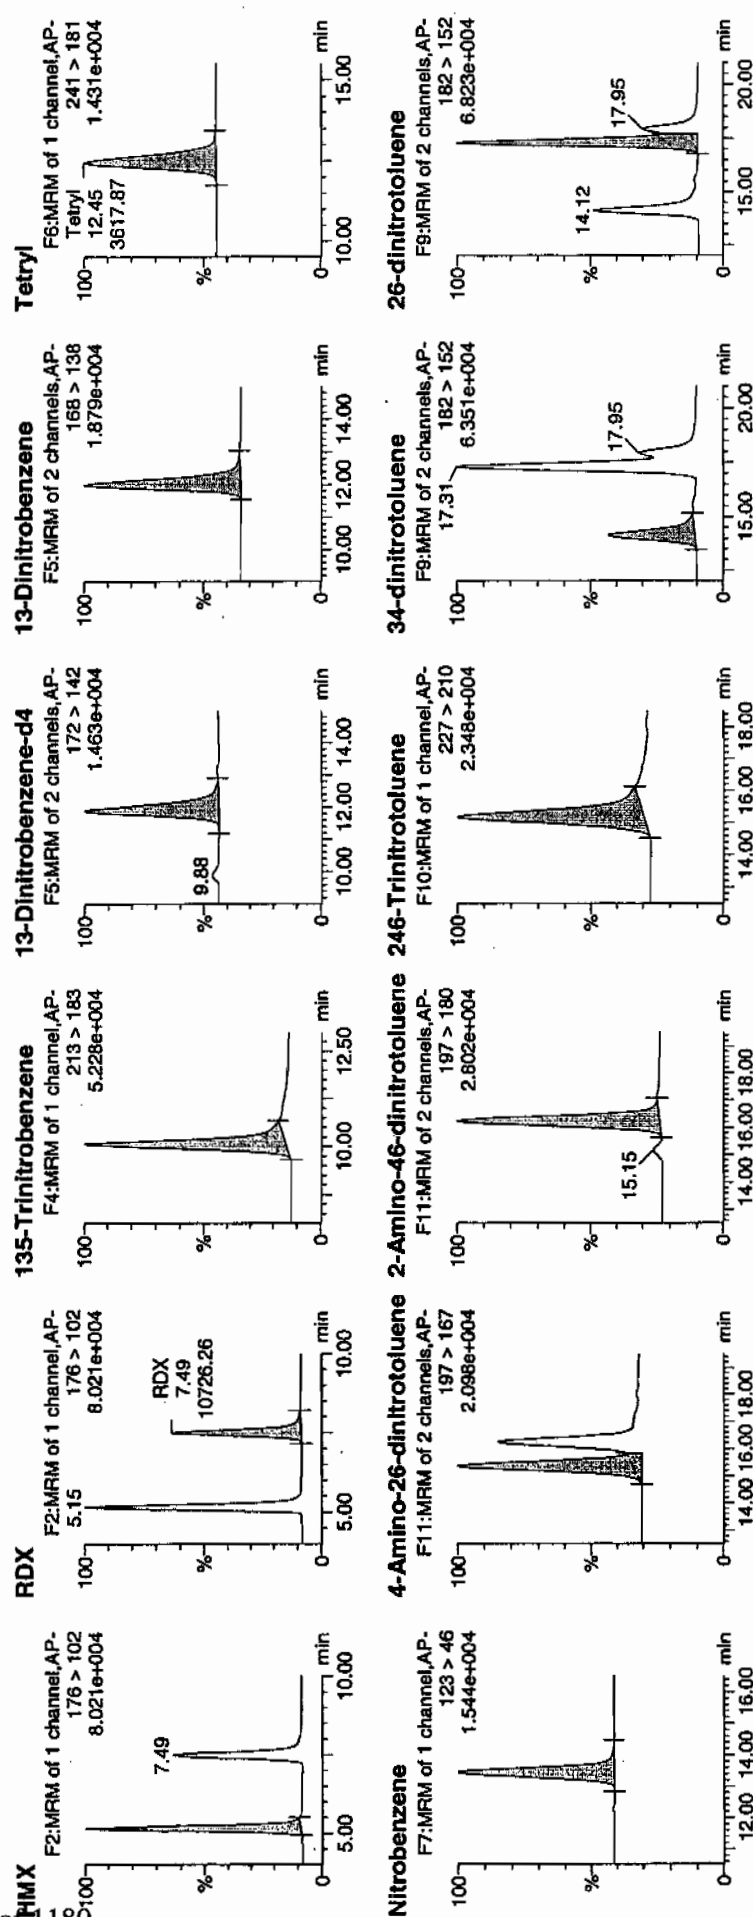 HMX
F2:MRM of 1 channel,AP-
176 > 102
8.021e+004
100
%
0
7.49
5.00
10.00
min
RDX
F2:MRM of 1 channel,AP-
176 > 102
8.021e+004
5.15
100
%
0
RDX
7.49
10726.26
5.00
10.00
min
135-Trinitrobenzene
F4:MRM of 1 channel,AP-
213 > 183
5.228e+004
100
%
0
10.00
12.50
min
13-Dinitrobenzene-d4
F5:MRM of 2 channels,AP-
172 > 142
1.463e+004
100
%
0
9.88
10.00
12.00
14.00
min
13-Dinitrobenzene
F5:MRM of 2 channels,AP-
168 > 138
1.879e+004
100
%
0
10.00
12.00
14.00
min
Tetryl
F6:MRM of 1 channel,AP-
241 > 181
1.431e+004
Tetryl
12.45
3617.87
100
%
0
10.00
15.00
min
Nitrobenzene
F7:MRM of 1 channel,AP-
123 > 46
1.544e+004
100
%
0
12.00
14.00
16.00
min
4-Amino-26-dinitrotoluene
F11:MRM of 2 channels,AP-
197 > 167
2.098e+004
100
%
0
14.00
16.00
18.00
min
2-Amino-46-dinitrotoluene
F11:MRM of 2 channels,AP-
197 > 180
2.802e+004
100
%
0
15.15
14.00
16.00
18.00
min
246-Trinitrotoluene
F10:MRM of 1 channel,AP-
227 > 210
2.348e+004
100
%
0
14.00
16.00
18.00
min
34-dinitrotoluene
F9:MRM of 2 channels,AP-
182 > 152
6.351e+004
17.31
17.95
100
%
0
15.00
20.00
min
26-dinitrotoluene
F9:MRM of 2 channels,AP-
182 > 152
6.823e+004
14.12
17.95
100
%
0
15.00
20.00
min